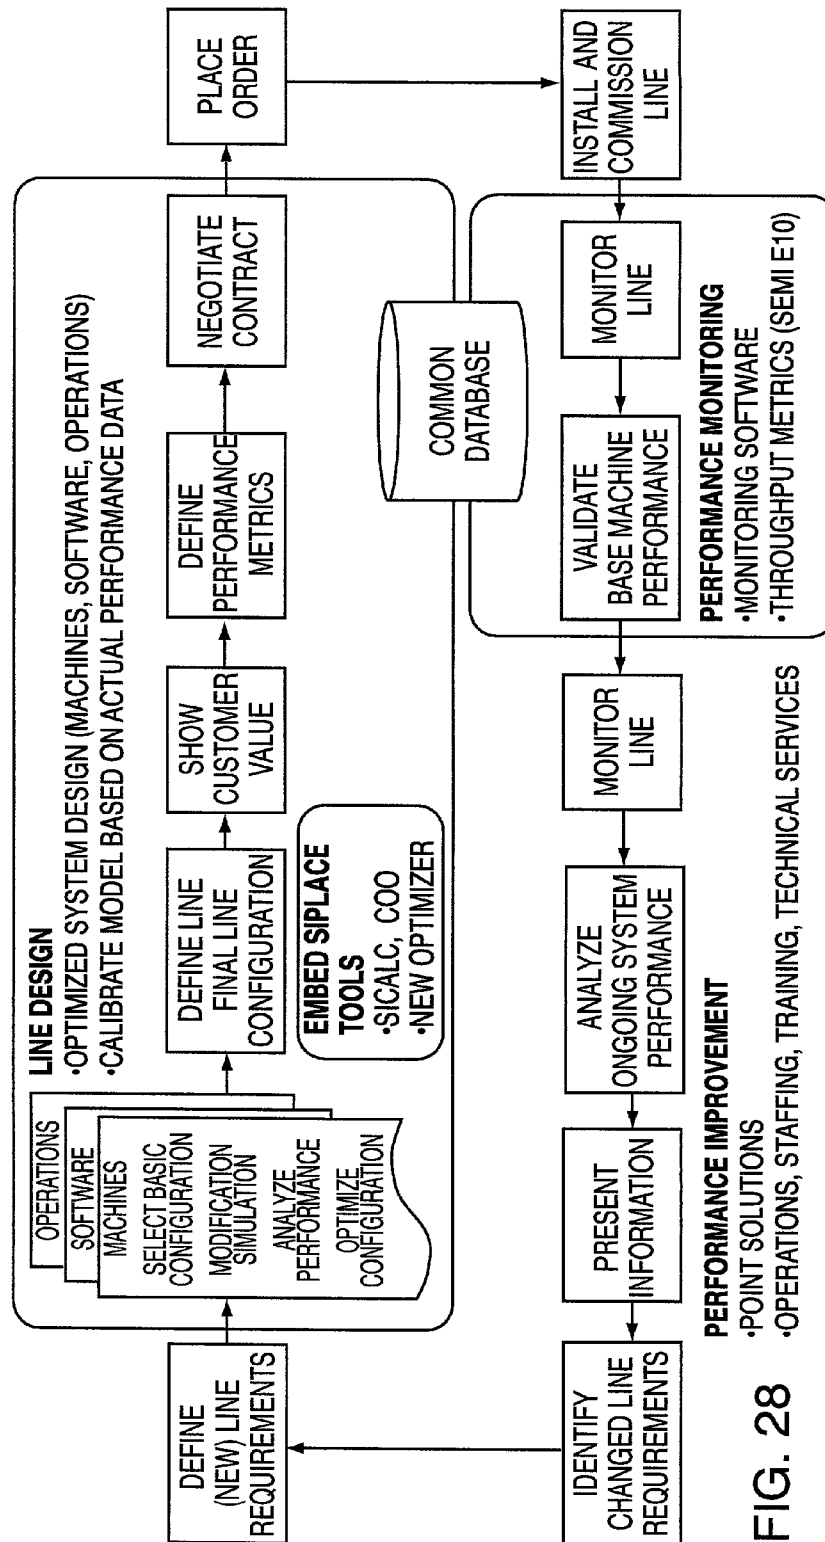 LINE DESIGN
•OPTIMIZED SYSTEM DESIGN (MACHINES, SOFTWARE, OPERATIONS)
•CALIBRATE MODEL BASED ON ACTUAL PERFORMANCE DATA
DEFINE
(NEW) LINE
REQUIREMENTS
OPERATIONS
SOFTWARE
MACHINES
SELECT BASIC
CONFIGURATION
MODIFICATION
SIMULATION
ANALYZE
PERFORMANCE
OPTIMIZE
CONFIGURATION
DEFINE LINE
FINAL LINE
CONFIGURATION
SHOW
CUSTOMER
VALUE
DEFINE
PERFORMANCE
METRICS
NEGOTIATE
CONTRACT
PLACE
ORDER
EMBED SIPLACE
TOOLS
•SICALC, COO
•NEW OPTIMIZER
COMMON
DATABASE
INSTALL AND
COMMISSION
LINE
MONITOR
LINE
VALIDATE
BASE MACHINE
PERFORMANCE
PERFORMANCE MONITORING
•MONITORING SOFTWARE
•THROUGHPUT METRICS (SEMI E10)
MONITOR
LINE
ANALYZE
ONGOING SYSTEM
PERFORMANCE
PRESENT
INFORMATION
IDENTIFY
CHANGED LINE
REQUIREMENTS
PERFORMANCE IMPROVEMENT
•POINT SOLUTIONS
•OPERATIONS, STAFFING, TRAINING, TECHNICAL SERVICES
FIG. 28